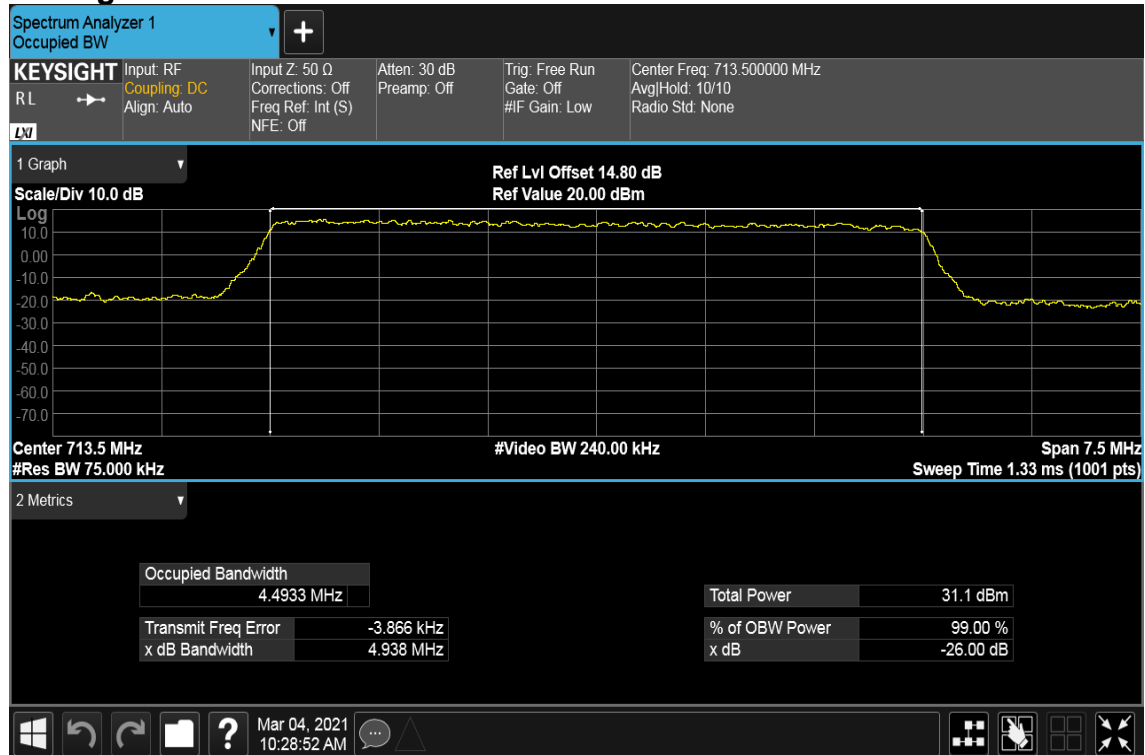 Spectrum Analyzer 1
Occupied BW
KEYSIGHT
R L
LXI
Input: RF
Coupling: DC
Align: Auto
Input Z: 50 Ω
Corrections: Off
Freq Ref: Int (S)
NFE: Off
Atten: 30 dB
Preamp: Off
Trig: Free Run
Gate: Off
#IF Gain: Low
Center Freq: 713.500000 MHz
Avg|Hold: 10/10
Radio Std: None
1 Graph
Scale/Div 10.0 dB
Ref Lvl Offset 14.80 dB
Ref Value 20.00 dBm
Log
10.0
0.00
-10.0
-20.0
-30.0
-40.0
-50.0
-60.0
-70.0
Center 713.5 MHz
#Video BW 240.00 kHz
Span 7.5 MHz
#Res BW 75.000 kHz
Sweep Time 1.33 ms (1001 pts)
2 Metrics
Occupied Bandwidth
4.4933 MHz
Total Power 31.1 dBm
Transmit Freq Error -3.866 kHz
% of OBW Power 99.00 %
x dB Bandwidth 4.938 MHz
x dB -26.00 dB
?
Mar 04, 2021
10:28:52 AM